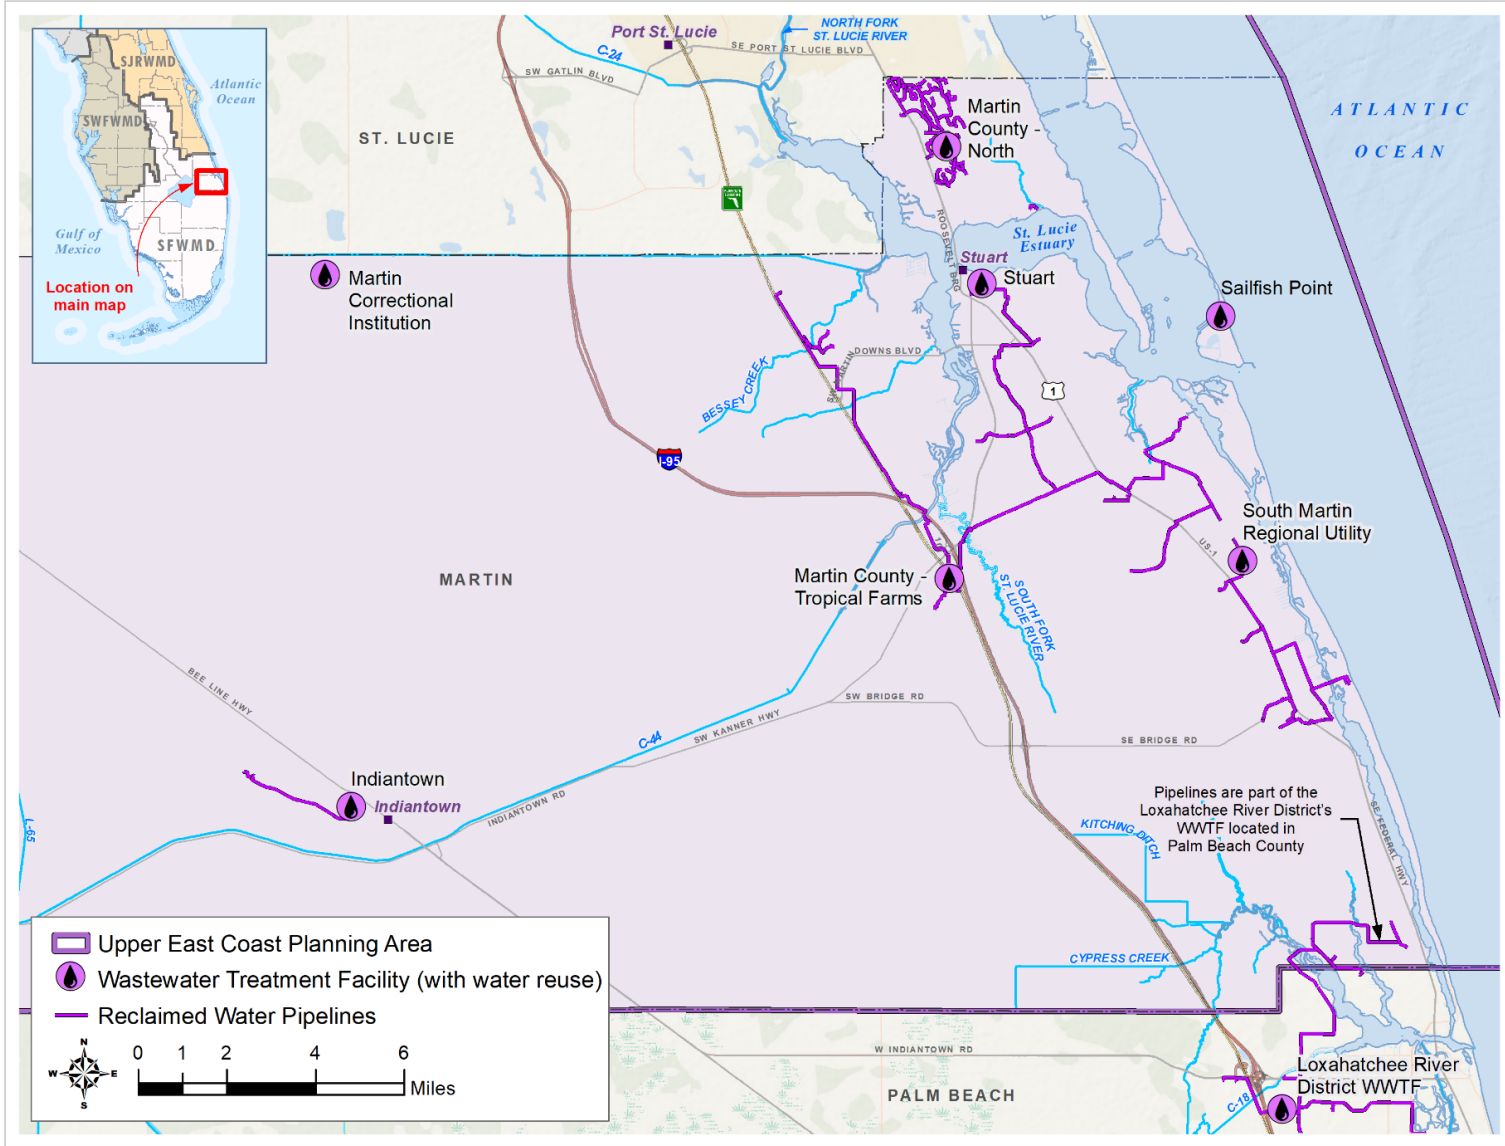 SJRWMD
Atlantic
Ocean
SWFWMD
Gulf of
Mexico
SFWMD
Location on
main map
Port St. Lucie
NORTH FORK
ST. LUCIE RIVER
C-24
SE PORT ST LUCIE BLVD
SW GATLIN BLVD
ST. LUCIE
Martin
County -
North
ATLANTIC
OCEAN
ROOSEVELT BRG
St. Lucie
Estuary
Stuart
Stuart
Sailfish Point
Martin
Correctional
Institution
DOWNS BLVD
SW MARTIN
BESSEY CREEK
1
I-95
South Martin
Regional Utility
US-1
MARTIN
Martin County -
Tropical Farms
SOUTH FORK
ST. LUCIE RIVER
BEE LINE HWY
SW BRIDGE RD
SW KANNER HWY
C-44
SE BRIDGE RD
Indiantown
Indiantown
INDIANTOWN RD
L-65
Pipelines are part of the
Loxahatchee River District's
WWTF located in
Palm Beach County
KITCHING DITCH
SE FEDERAL HWY
CYPRESS CREEK
Upper East Coast Planning Area
Wastewater Treatment Facility (with water reuse)
Reclaimed Water Pipelines
N
W E
S
0 1 2 4 6
Miles
W INDIANTOWN RD
PALM BEACH
Loxahatchee River
District WWTF
C-18